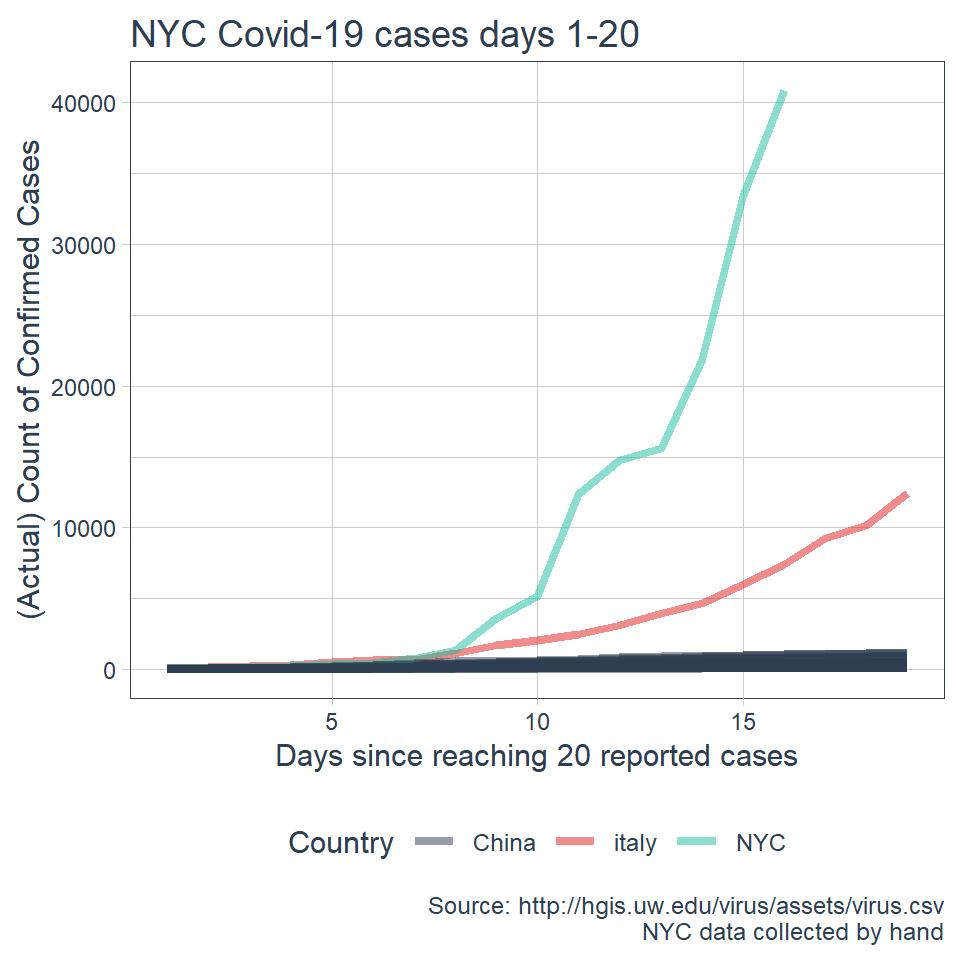 NYC Covid-19 cases days 1-20
(Actual) Count of Confirmed Cases
40000
30000
20000
10000
0
5 10 15
Days since reaching 20 reported cases
Country China italy NYC
Source: http://hgis.uw.edu/virus/assets/virus.csv
NYC data collected by hand